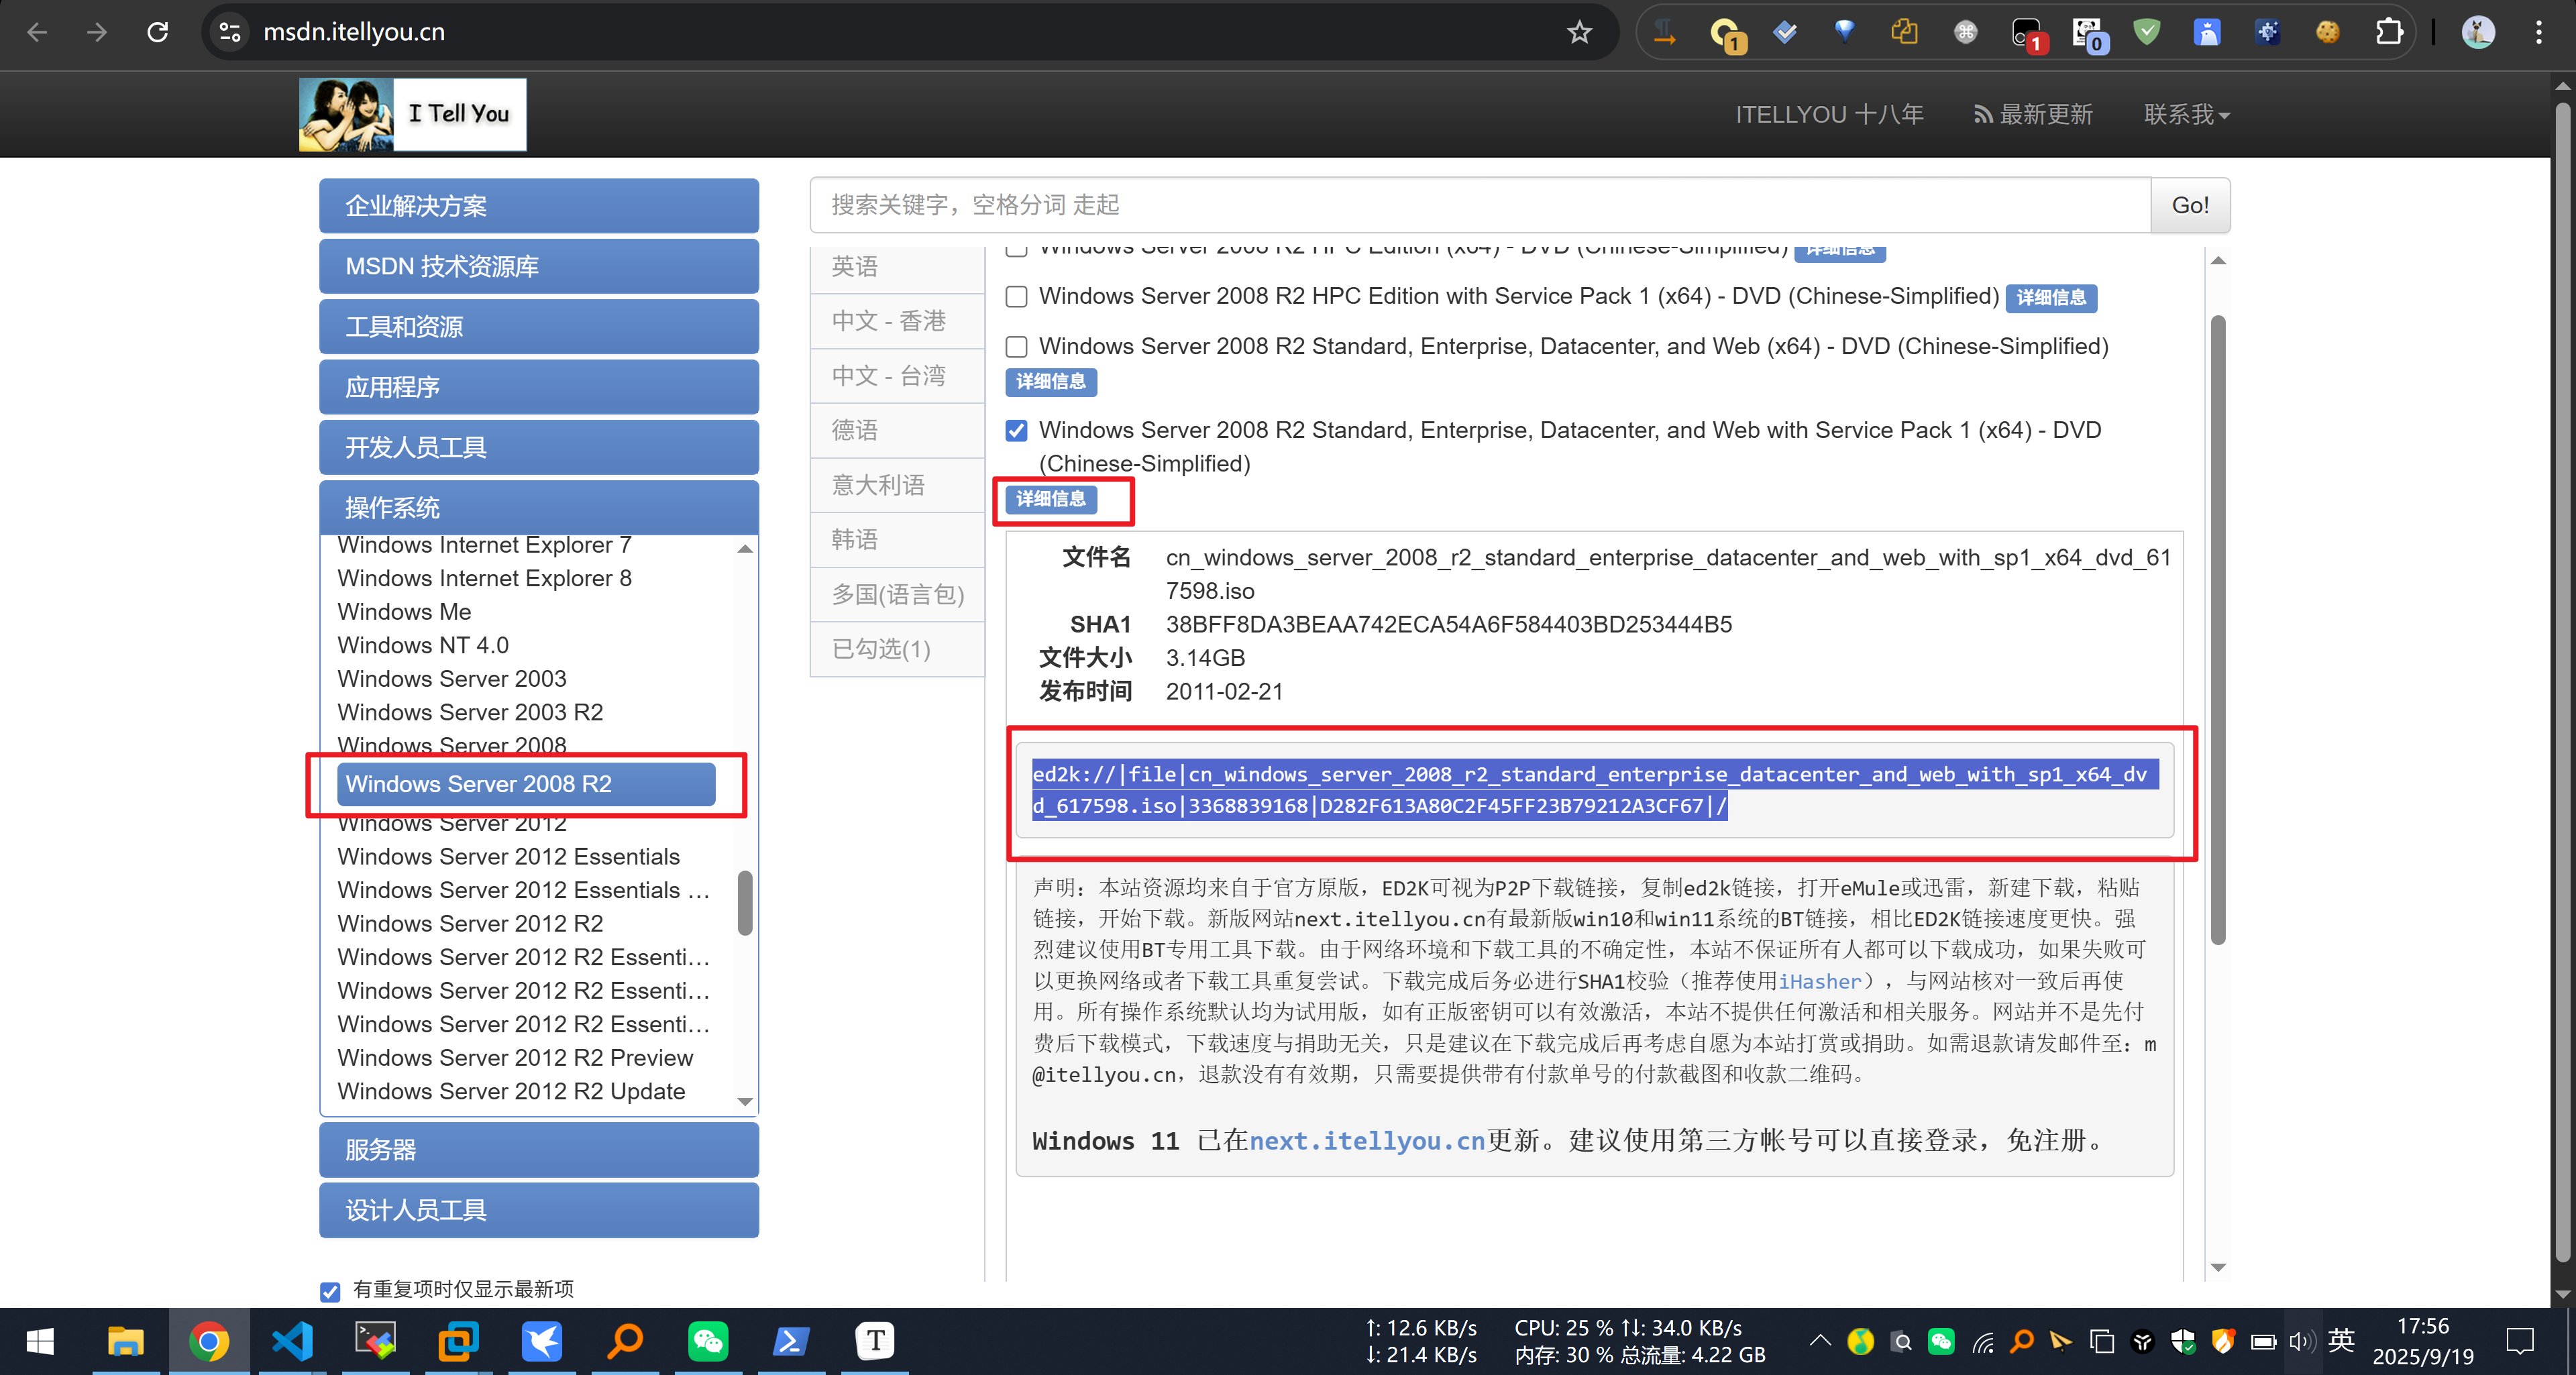 msdn.itellyou.cn
1
1
0
I Tell You
ITELLYOU 十八年
最新更新
联系我
企业解决方案
MSDN 技术资源库
工具和资源
应用程序
开发人员工具
操作系统
Windows Internet Explorer 7
Windows Internet Explorer 8
Windows Me
Windows NT 4.0
Windows Server 2003
Windows Server 2003 R2
Windows Server 2008
Windows Server 2008 R2
Windows Server 2012
Windows Server 2012 Essentials
Windows Server 2012 Essentials ...
Windows Server 2012 R2
Windows Server 2012 R2 Essenti...
Windows Server 2012 R2 Essenti...
Windows Server 2012 R2 Essenti...
Windows Server 2012 R2 Preview
Windows Server 2012 R2 Update
服务器
设计人员工具
有重复项时仅显示最新项
搜索关键字，空格分词 走起
Go!
英语
中文 - 香港
中文 - 台湾
德语
意大利语
韩语
多国(语言包)
已勾选(1)
Windows Server 2008 R2 HPC Edition (x64) - DVD (Chinese-Simplified) 详细信息
Windows Server 2008 R2 HPC Edition with Service Pack 1 (x64) - DVD (Chinese-Simplified) 详细信息
Windows Server 2008 R2 Standard, Enterprise, Datacenter, and Web (x64) - DVD (Chinese-Simplified)
详细信息
Windows Server 2008 R2 Standard, Enterprise, Datacenter, and Web with Service Pack 1 (x64) - DVD
(Chinese-Simplified)
详细信息
文件名 cn_windows_server_2008_r2_standard_enterprise_datacenter_and_web_with_sp1_x64_dvd_61
7598.iso
SHA1 38BFF8DA3BEAA742ECA54A6F584403BD253444B5
文件大小 3.14GB
发布时间 2011-02-21
ed2k://|file|cn_windows_server_2008_r2_standard_enterprise_datacenter_and_web_with_sp1_x64_dv
d_617598.iso|3368839168|D282F613A80C2F45FF23B79212A3CF67|/
声明：本站资源均来自于官方原版，ED2K可视为P2P下载链接，复制ed2k链接，打开eMule或迅雷，新建下载，粘贴
链接，开始下载。新版网站next.itellyou.cn有最新版win10和win11系统的BT链接，相比ED2K链接速度更快。强
烈建议使用BT专用工具下载。由于网络环境和下载工具的不确定性，本站不保证所有人都可以下载成功，如果失败可
以更换网络或者下载工具重复尝试。下载完成后务必进行SHA1校验（推荐使用iHasher），与网站核对一致后再使
用。所有操作系统默认均为试用版，如有正版密钥可以有效激活，本站不提供任何激活和相关服务。网站并不是先付
费后下载模式，下载速度与捐助无关，只是建议在下载完成后再考虑自愿为本站打赏或捐助。如需退款请发邮件至：m
@itellyou.cn，退款没有有效期，只需要提供带有付款单号的付款截图和收款二维码。
Windows 11 已在next.itellyou.cn更新。建议使用第三方帐号可以直接登录，免注册。
T
↑: 12.6 KB/s
↓: 21.4 KB/s
CPU: 25 % ↑↓: 34.0 KB/s
内存: 30 % 总流量: 4.22 GB
英
17:56
2025/9/19